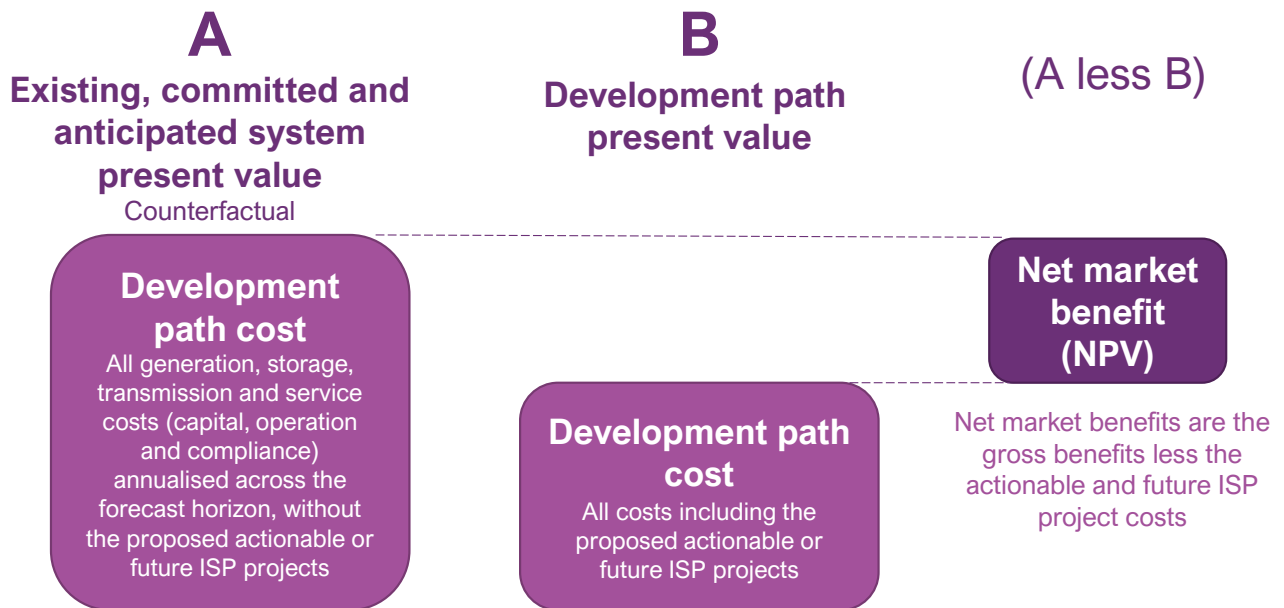 A
Existing, committed and
anticipated system
present value
Counterfactual
Development
path cost
All generation, storage,
transmission and service
costs (capital, operation
and compliance)
annualised across the
forecast horizon, without
the proposed actionable or
future ISP projects
B
Development path
present value
Development path
cost
All costs including the
proposed actionable or
future ISP projects
(A less B)
Net market
benefit
(NPV)
Net market benefits are the
gross benefits less the
actionable and future ISP
project costs